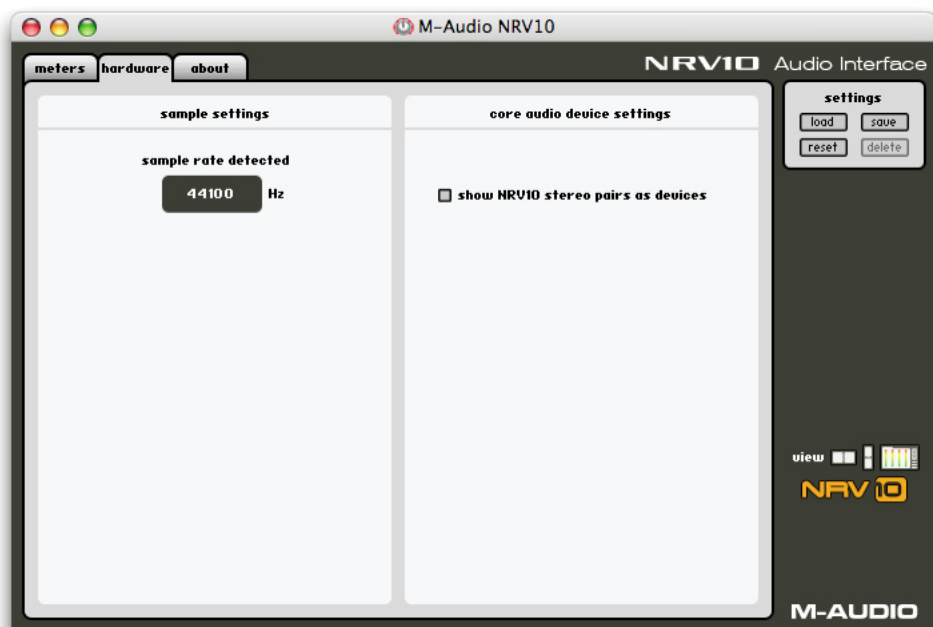 M-Audio NRV10
meters hardware about
NRV10 Audio Interface
sample settings
sample rate detected
44100 Hz
core audio device settings
show NRV10 stereo pairs as devices
settings
load save
reset delete
view
NRV10
M-AUDIO